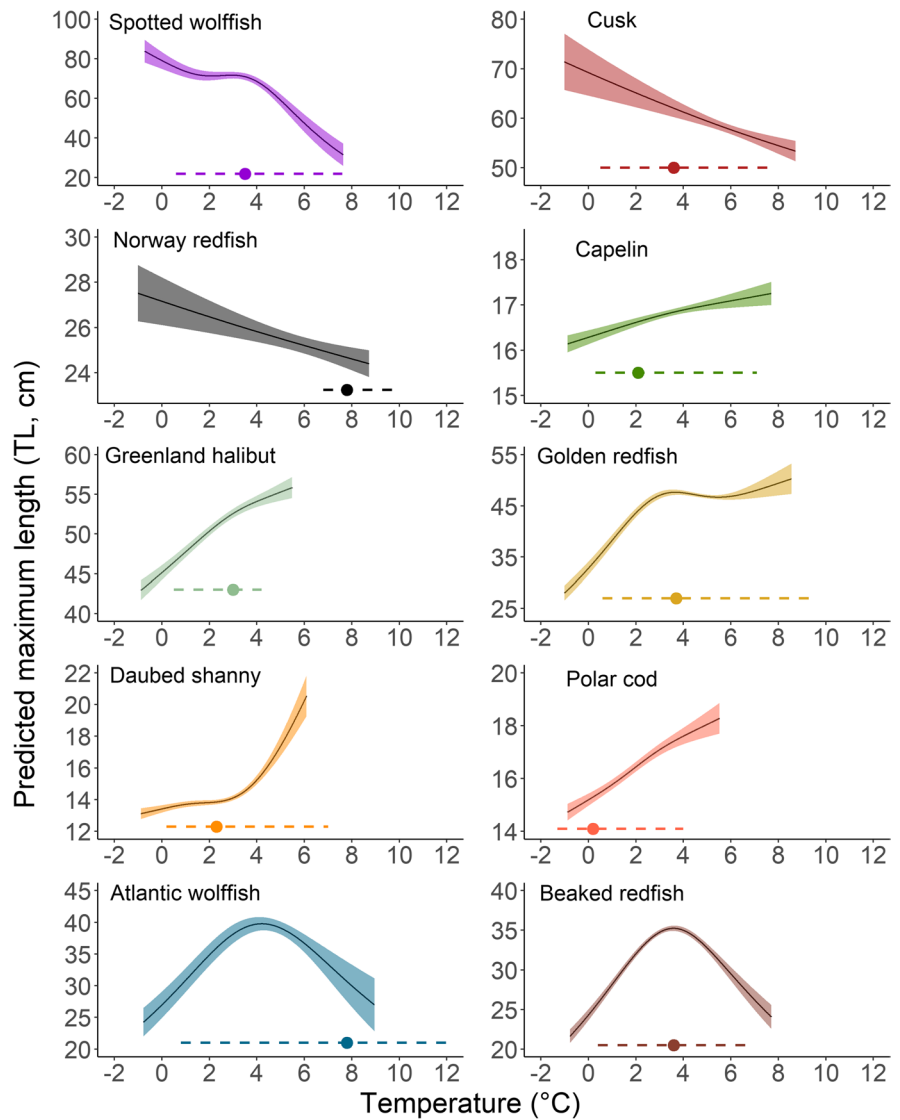 Spotted wolffish
100
80
60
40
20
-2 0 2 4 6 8 10 12
Cusk
80
70
60
50
-2 0 2 4 6 8 10 12
Norway redfish
30
28
26
24
-2 0 2 4 6 8 10 12
Capelin
18
17
16
15
-2 0 2 4 6 8 10 12
Greenland halibut
60
55
50
45
40
-2 0 2 4 6 8 10 12
Golden redfish
55
45
35
25
-2 0 2 4 6 8 10 12
Daubed shanny
22
20
18
16
14
12
-2 0 2 4 6 8 10 12
Polar cod
20
18
16
14
-2 0 2 4 6 8 10 12
Atlantic wolffish
45
40
35
30
25
20
-2 0 2 4 6 8 10 12
Beaked redfish
40
35
30
25
20
-2 0 2 4 6 8 10 12
Predicted maximum length (TL, cm)
Temperature (°C)